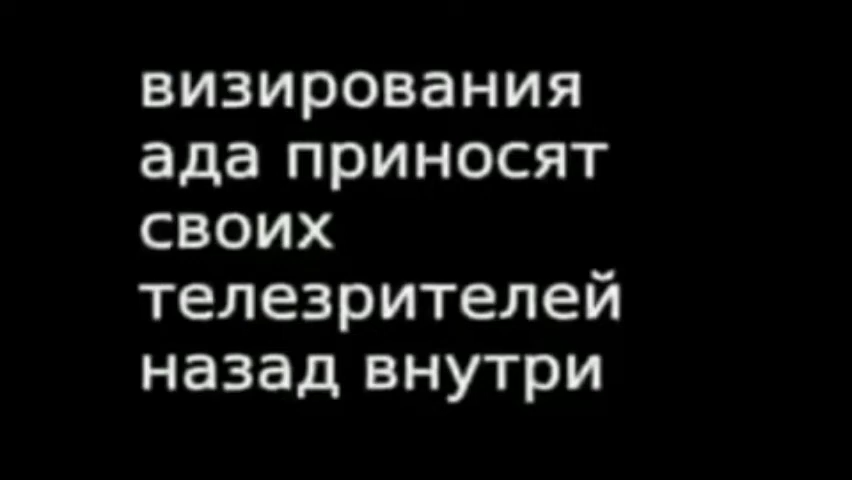 визирования
ада приносят
своих
телезрителей
назад внутри